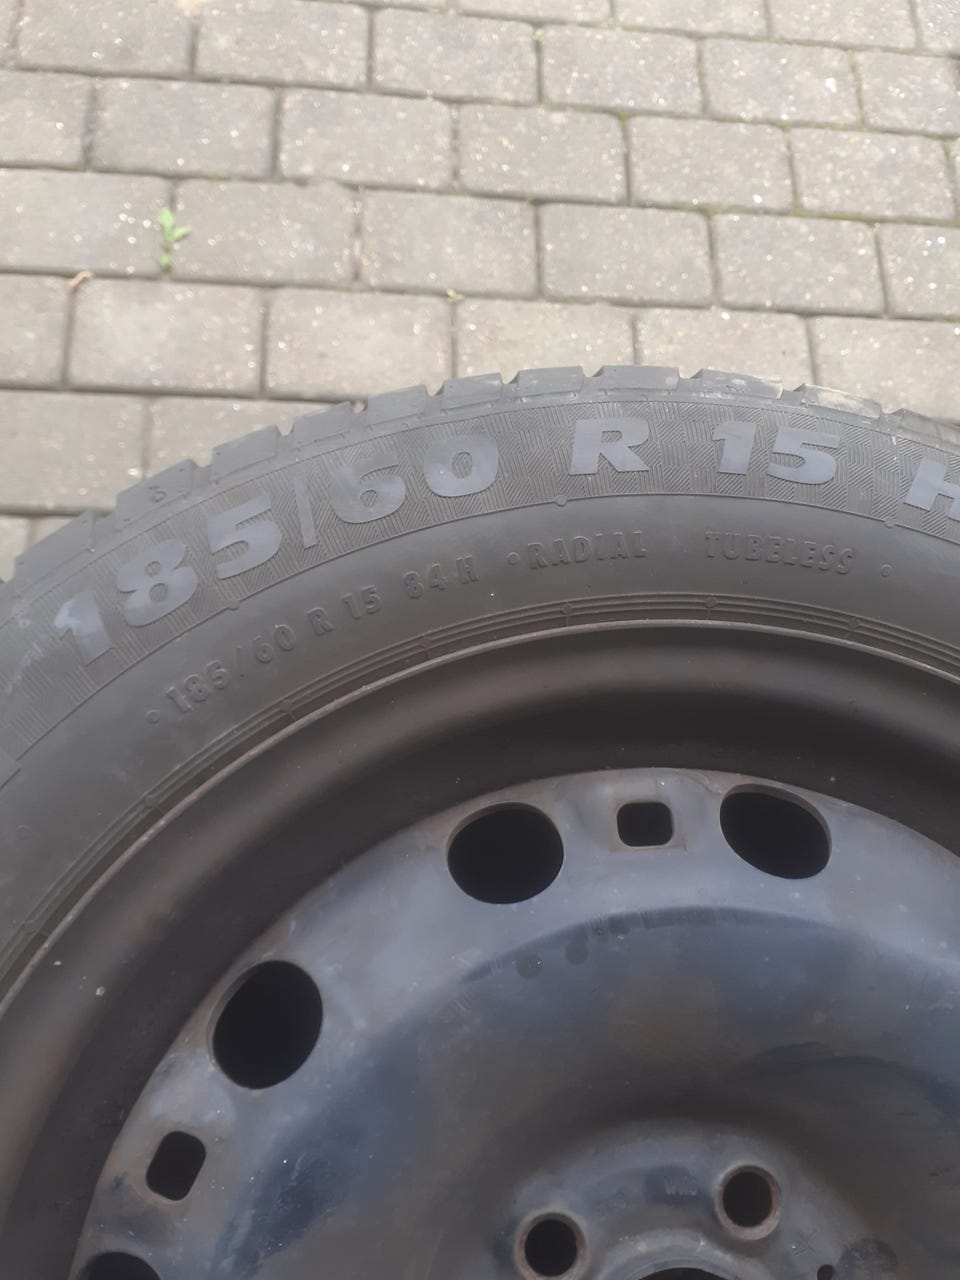 185/60 R 15 H
• 185/60 R 15 84 H • RADIAL TUBELESS •